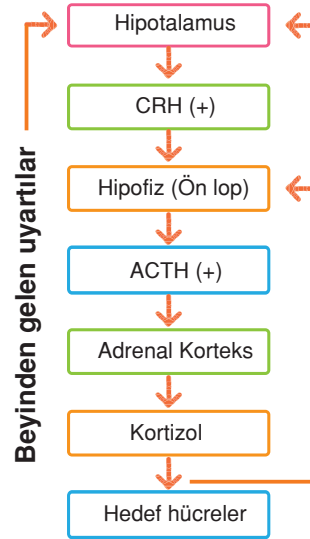 Hipotalamus
CRH (+)
Hipofiz (Ön lop)
ACTH (+)
Adrenal Korteks
Kortizol
Hedef hücreler
Beyinden gelen uyartılar